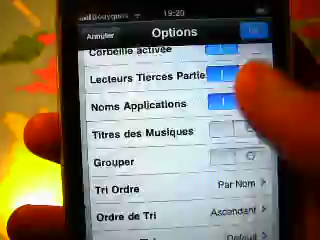 Bouygues 19:20
Annuler Options
Corbeille activée
Lecteurs Tierces Partie
Noms Applications
Titres des Musiques
Grouper
Tri Ordre Par Nom
Ordre de Tri Ascendant
Default